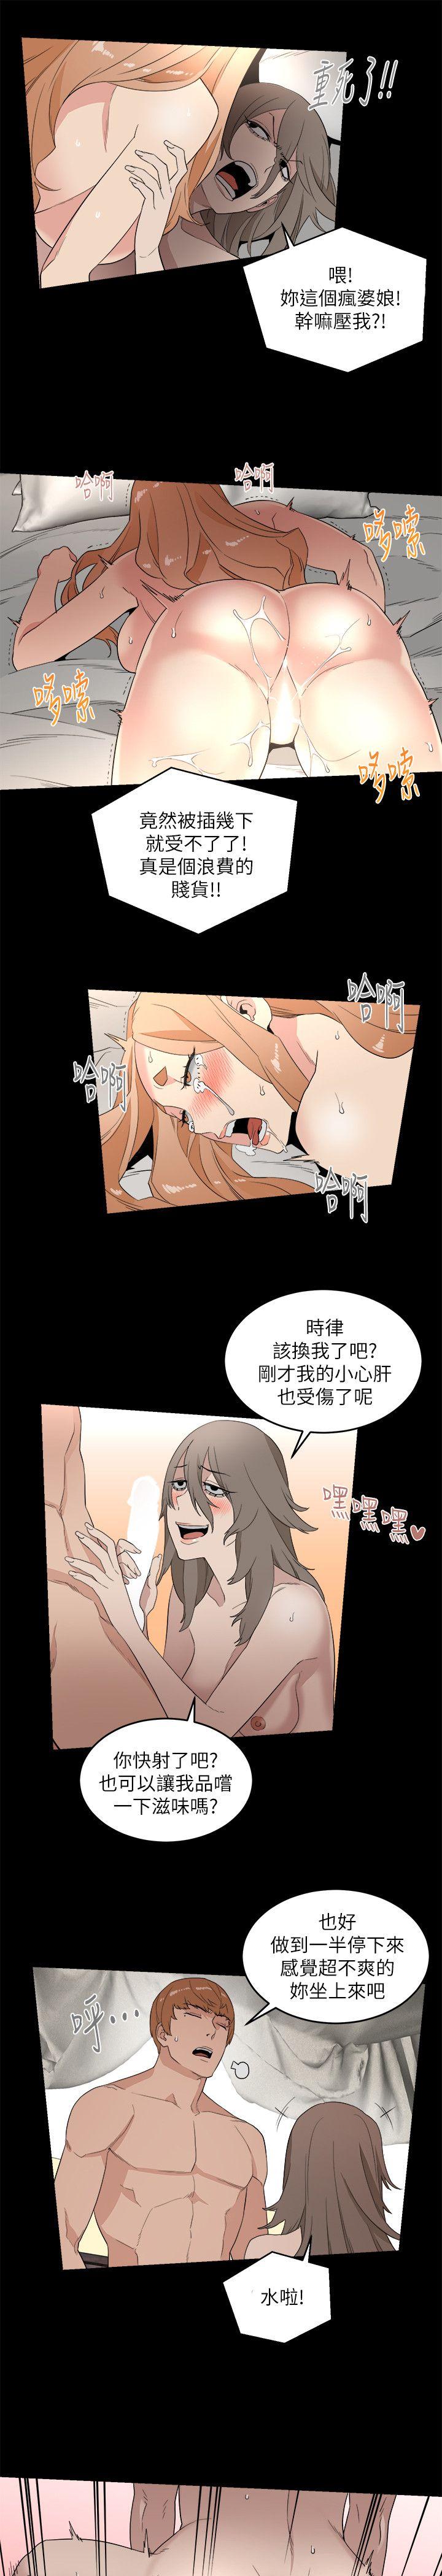 重死了!!
喂!
妳這個瘋婆娘!
幹嘛壓我?!
哈啊
哈啊
哆嗦
哆嗦
哆嗦
竟然被插幾下
就受不了了!
真是個浪費的
賤貨!!
哈啊
哈啊
哈啊
時律
該換我了吧?
剛才我的小心肝
也受傷了呢
嘿嘿嘿♥
你快射了吧?
也可以讓我品嚐
一下滋味嗎?
也好
做到一半停下來
感覺超不爽的
妳坐上來吧
呼...
水啦!